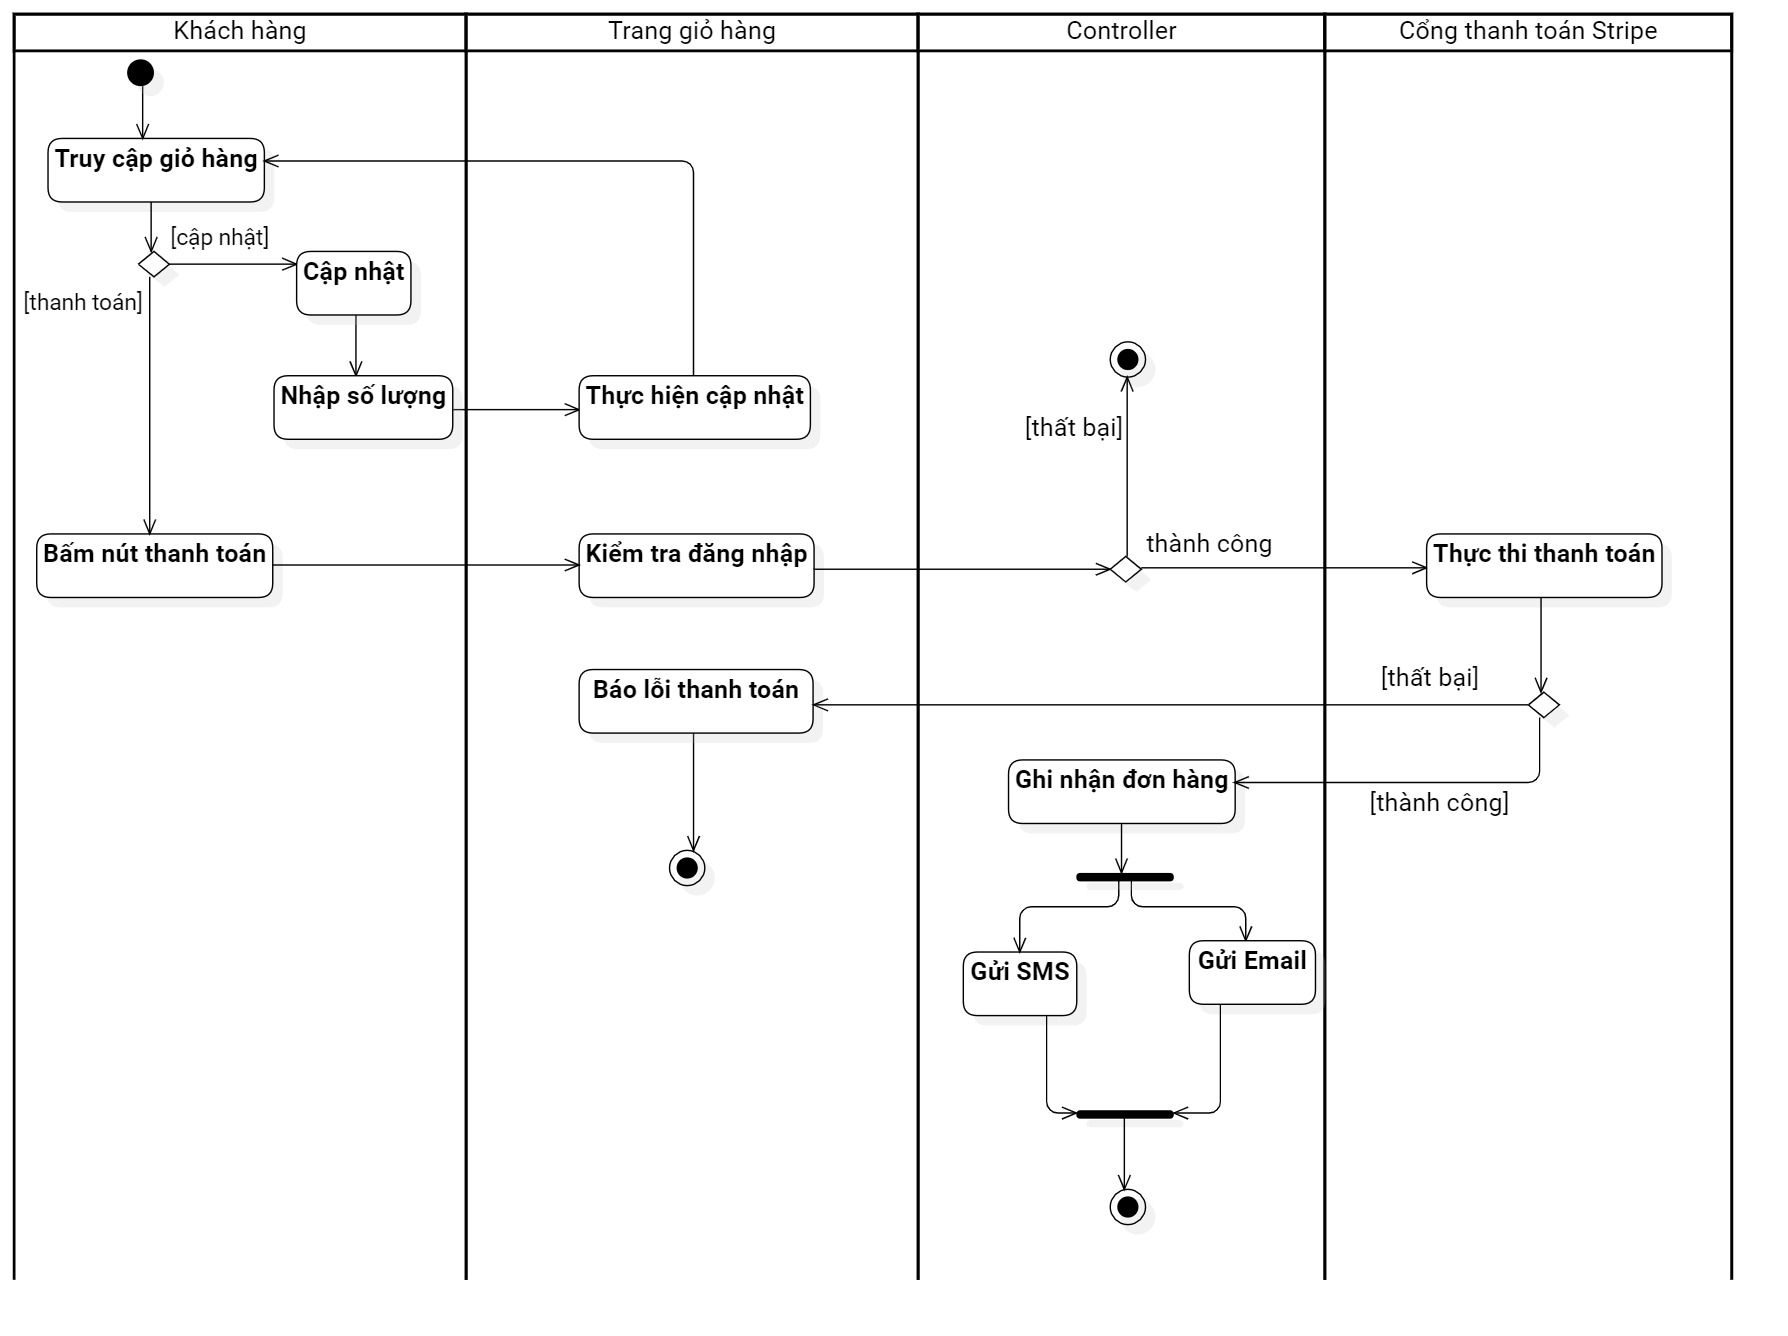 Khách hàng
Trang giỏ hàng
Controller
Cổng thanh toán Stripe
Truy cập giỏ hàng
[cập nhật]
Cập nhật
[thanh toán]
Nhập số lượng
Thực hiện cập nhật
[thất bại]
Bấm nút thanh toán
Kiểm tra đăng nhập
thành công
Thực thi thanh toán
[thất bại]
Báo lỗi thanh toán
Ghi nhận đơn hàng
[thành công]
Gửi SMS
Gửi Email